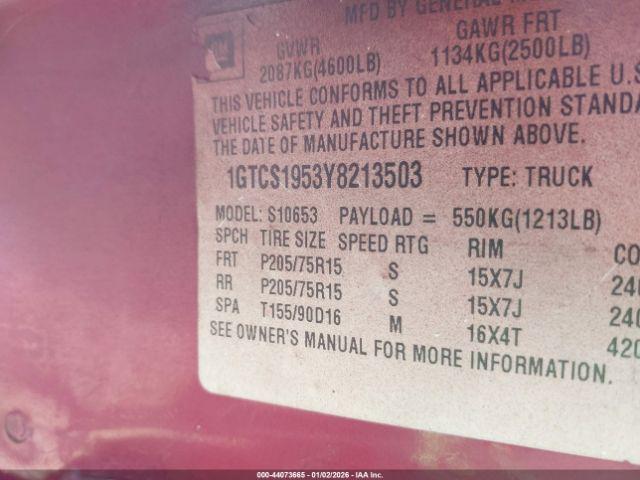 MFD BY GENERAL
GVWR GAWR FRT
2087KG(4600LB) 1134KG(2500LB)
THIS VEHICLE CONFORMS TO ALL APPLICABLE U.S
VEHICLE SAFETY AND THEFT PREVENTION STANDA
THE DATE OF MANUFACTURE SHOWN ABOVE.
1GTCS1953Y8213503 TYPE: TRUCK
MODEL: S10653 PAYLOAD = 550KG(1213LB)
SPCH TIRE SIZE SPEED RTG RIM CO
FRT P205/75R15 S 15X7J 240
RR P205/75R15 S 15X7J 240
SPA T155/90D16 M 16X4T 420
SEE OWNER'S MANUAL FOR MORE INFORMATION.
000-44073665 - 01/02/2026 - IAA Inc.